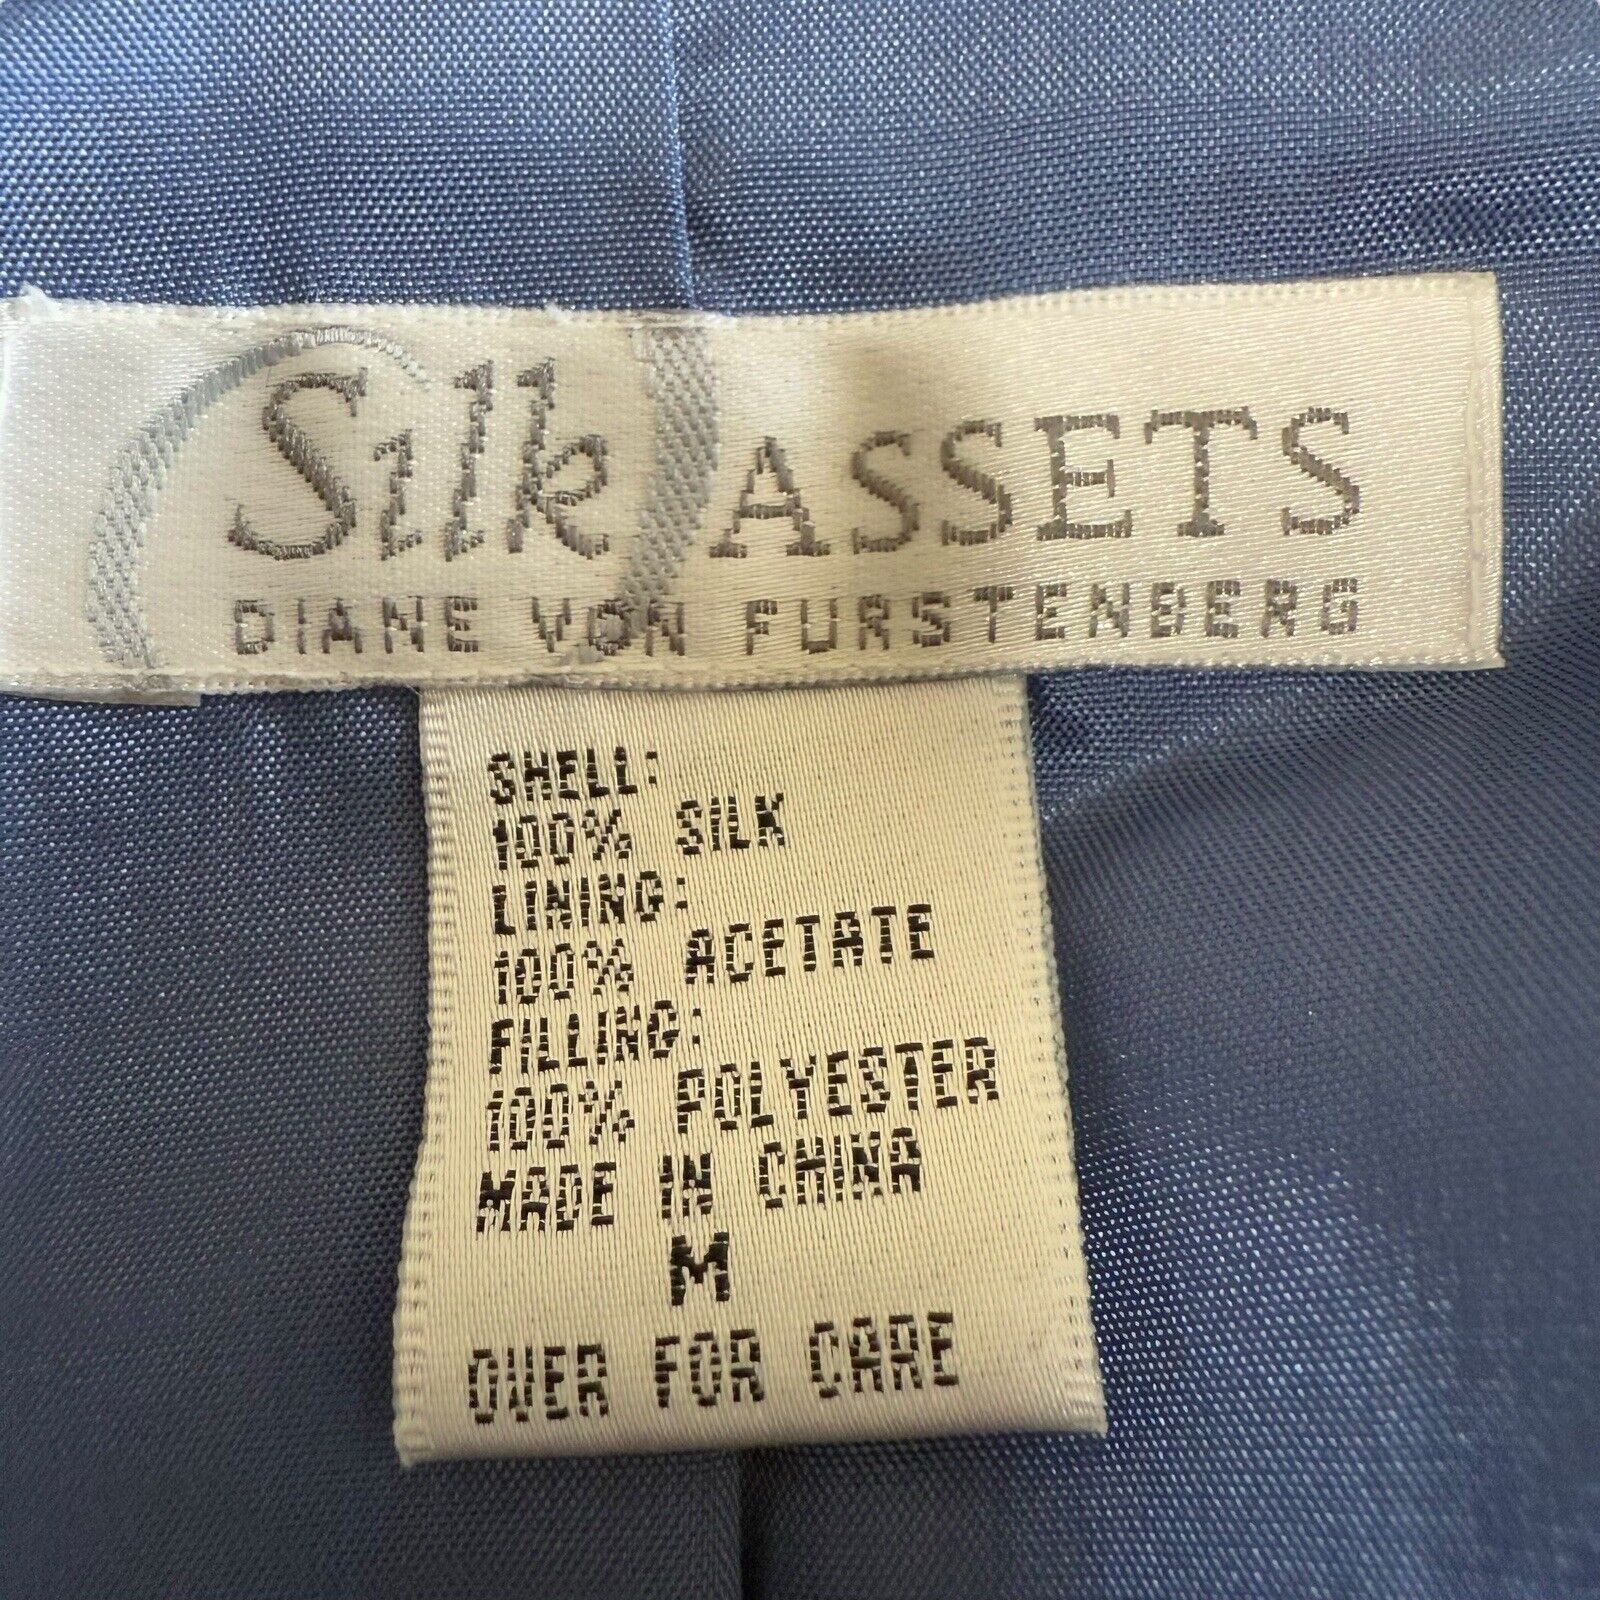 Silk ASSETS
DIANE VON FURSTENBERG
SHELL:
100% SILK
LINING:
100% ACETATE
FILLING:
100% POLYESTER
MADE IN CHINA
M
OVER FOR CARE